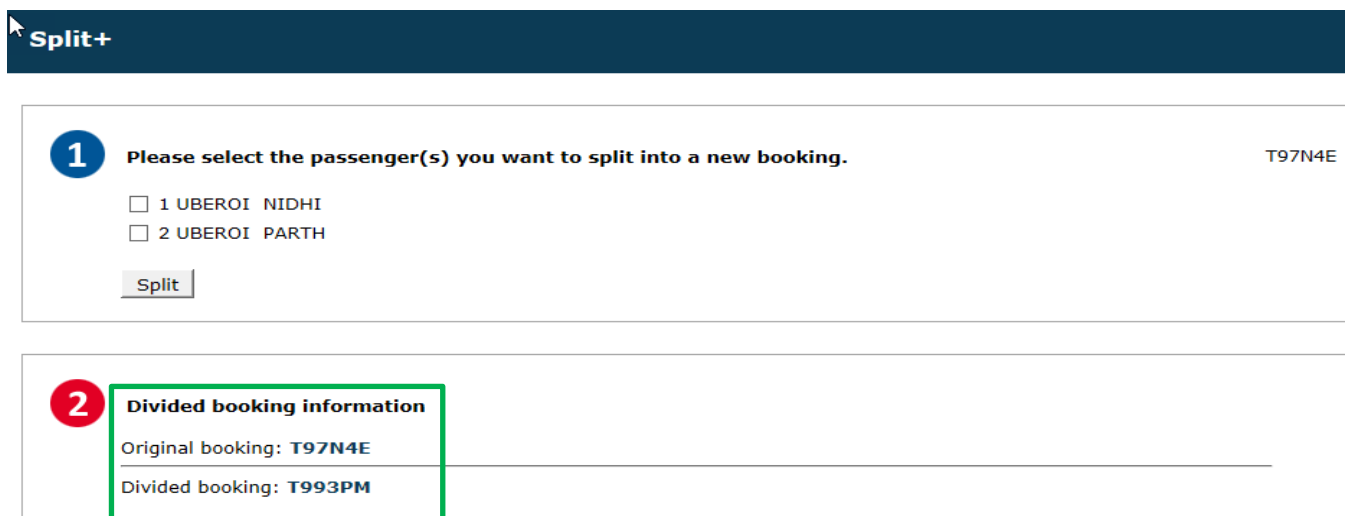 Split+
1
Please select the passenger(s) you want to split into a new booking.
T97N4E
1 UBEROI NIDHI
2 UBEROI PARTH
Split
2
Divided booking information
Original booking: T97N4E
Divided booking: T993PM